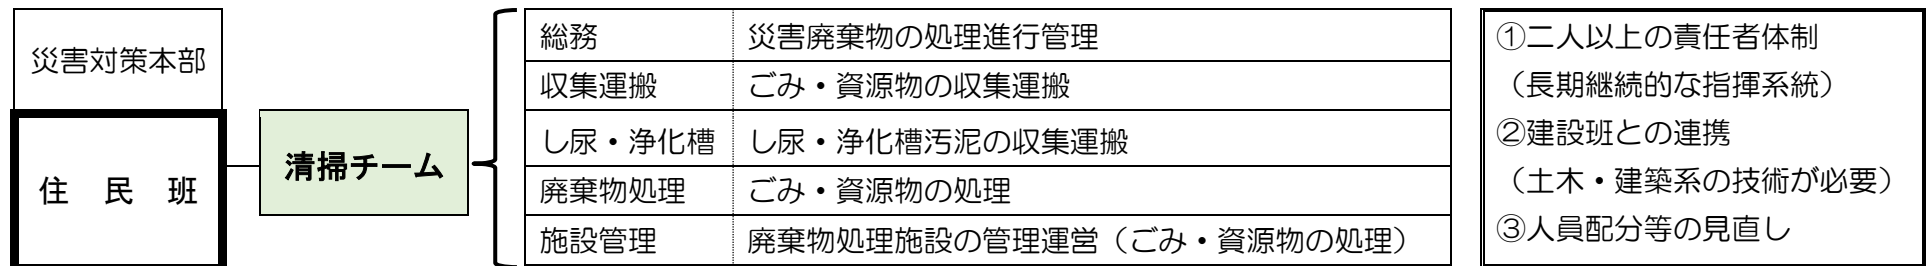 災害対策本部
住 民 班
清掃チーム
総務 災害廃棄物の処理進行管理
収集運搬 ごみ・資源物の収集運搬
し尿・浄化槽 し尿・浄化槽汚泥の収集運搬
廃棄物処理 ごみ・資源物の処理
施設管理 廃棄物処理施設の管理運営（ごみ・資源物の処理）
①二人以上の責任者体制
（長期継続的な指揮系統）
②建設班との連携
（土木・建築系の技術が必要）
③人員配分等の見直し